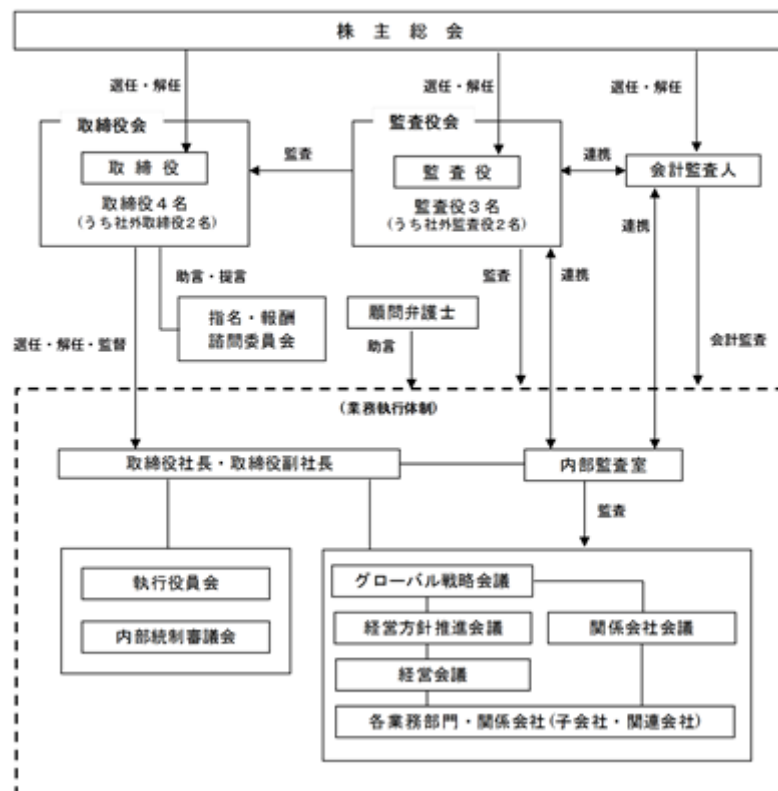 株主総会
選任・解任
選任・解任
選任・解任
取締役会
取締役
取締役4名
(うち社外取締役2名)
監査
監査役会
監査役
監査役3名
(うち社外監査役2名)
連携
会計監査人
助言・提言
指名・報酬
諮問委員会
選任・解任・監督
顧問弁護士
助言
監査
連携
連携
会計監査
(業務執行体制)
取締役社長・取締役副社長
内部監査室
監査
執行役員会
内部統制審議会
グローバル戦略会議
経営方針推進会議
関係会社会議
経営会議
各業務部門・関係会社(子会社・関連会社)